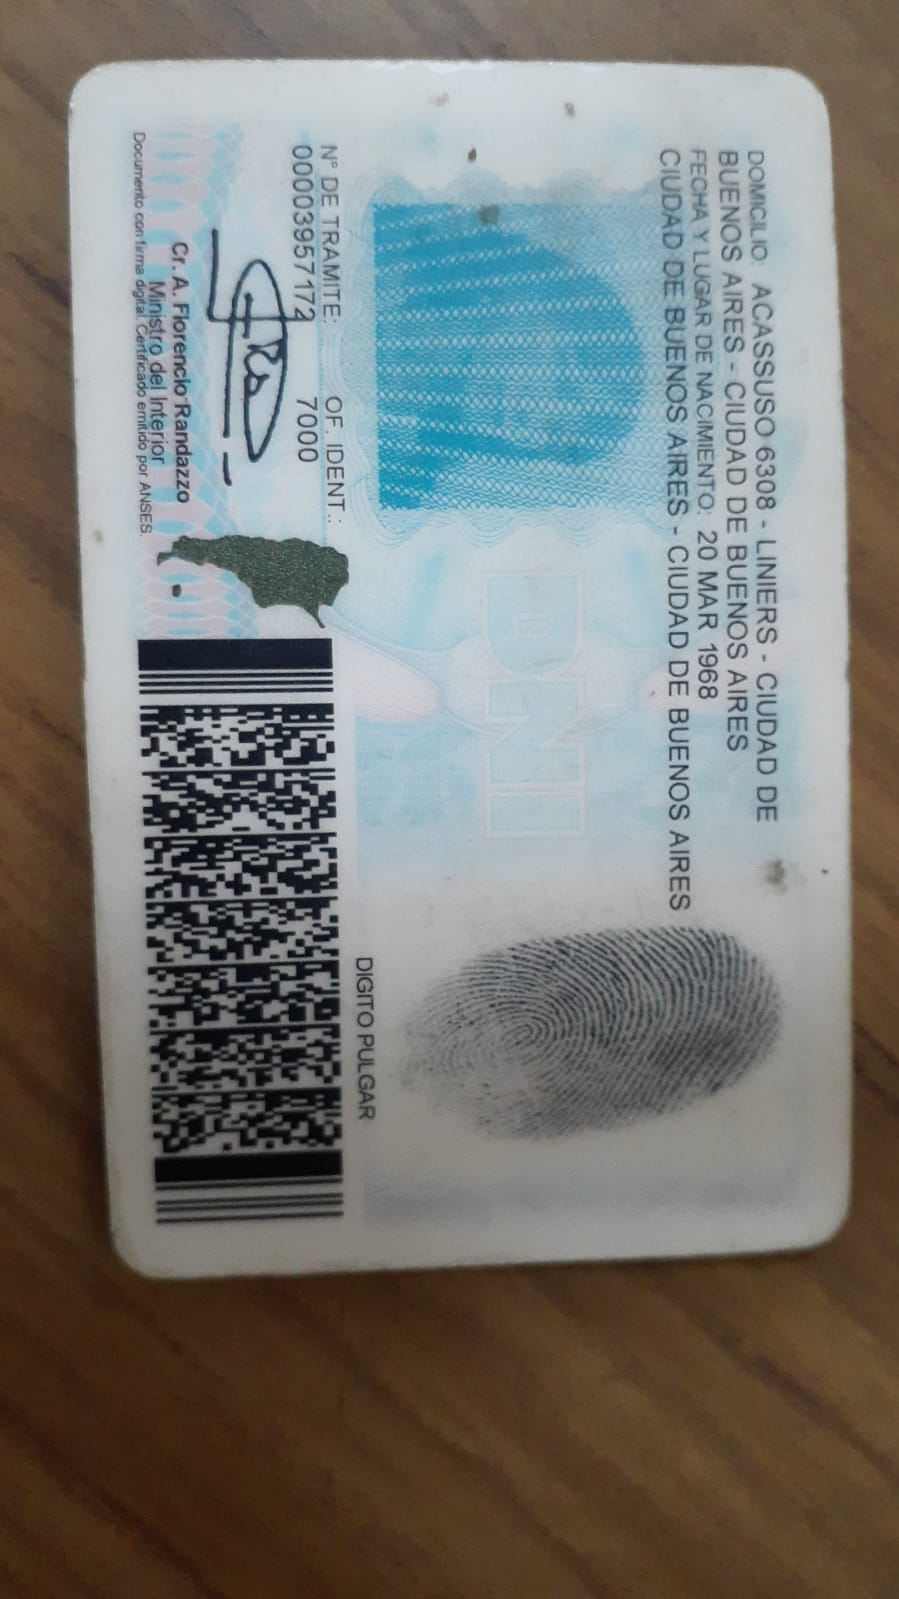 DOMICILIO: ACASSUSO 6308 - LINIERS - CIUDAD DE
BUENOS AIRES - CIUDAD DE BUENOS AIRES
FECHA Y LUGAR DE NACIMIENTO: 20 MAR 1968
CIUDAD DE BUENOS AIRES - CIUDAD DE BUENOS AIRES
DNI
N° DE TRAMITE: OF. IDENT.:
00003957172 7000
DIGITO PULGAR
Cr. A. Florencio Randazzo
Ministro del Interior
Documento con firma digital. Certificado emitido por ANSES.